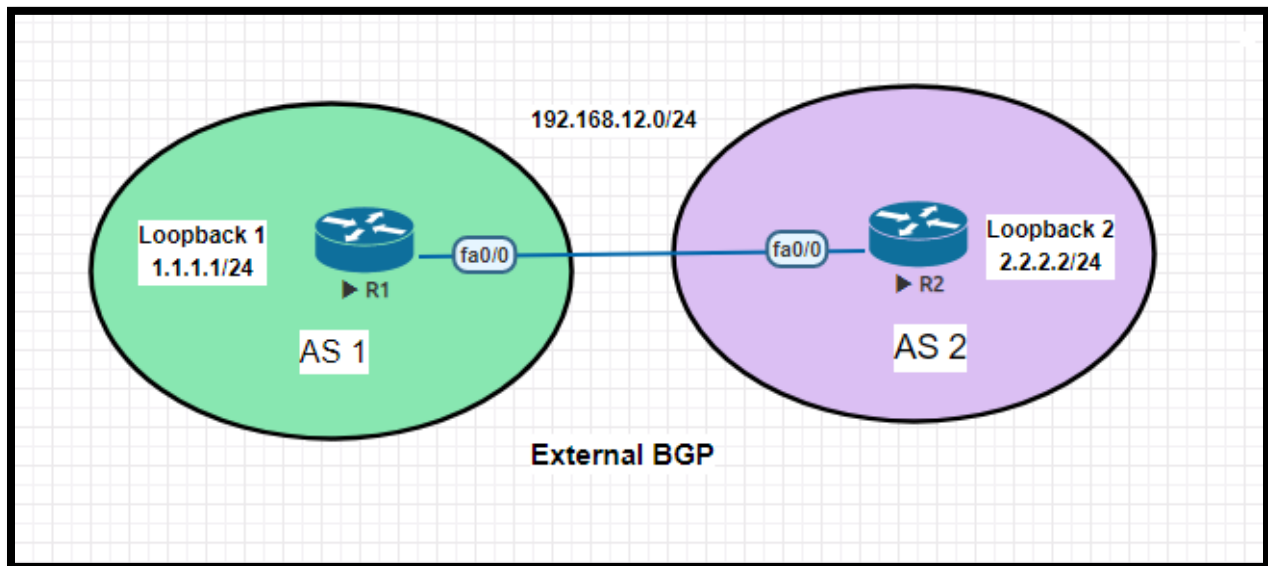 192.168.12.0/24
Loopback 1
1.1.1.1/24
fa0/0
R1
AS 1
fa0/0
R2
Loopback 2
2.2.2.2/24
AS 2
External BGP